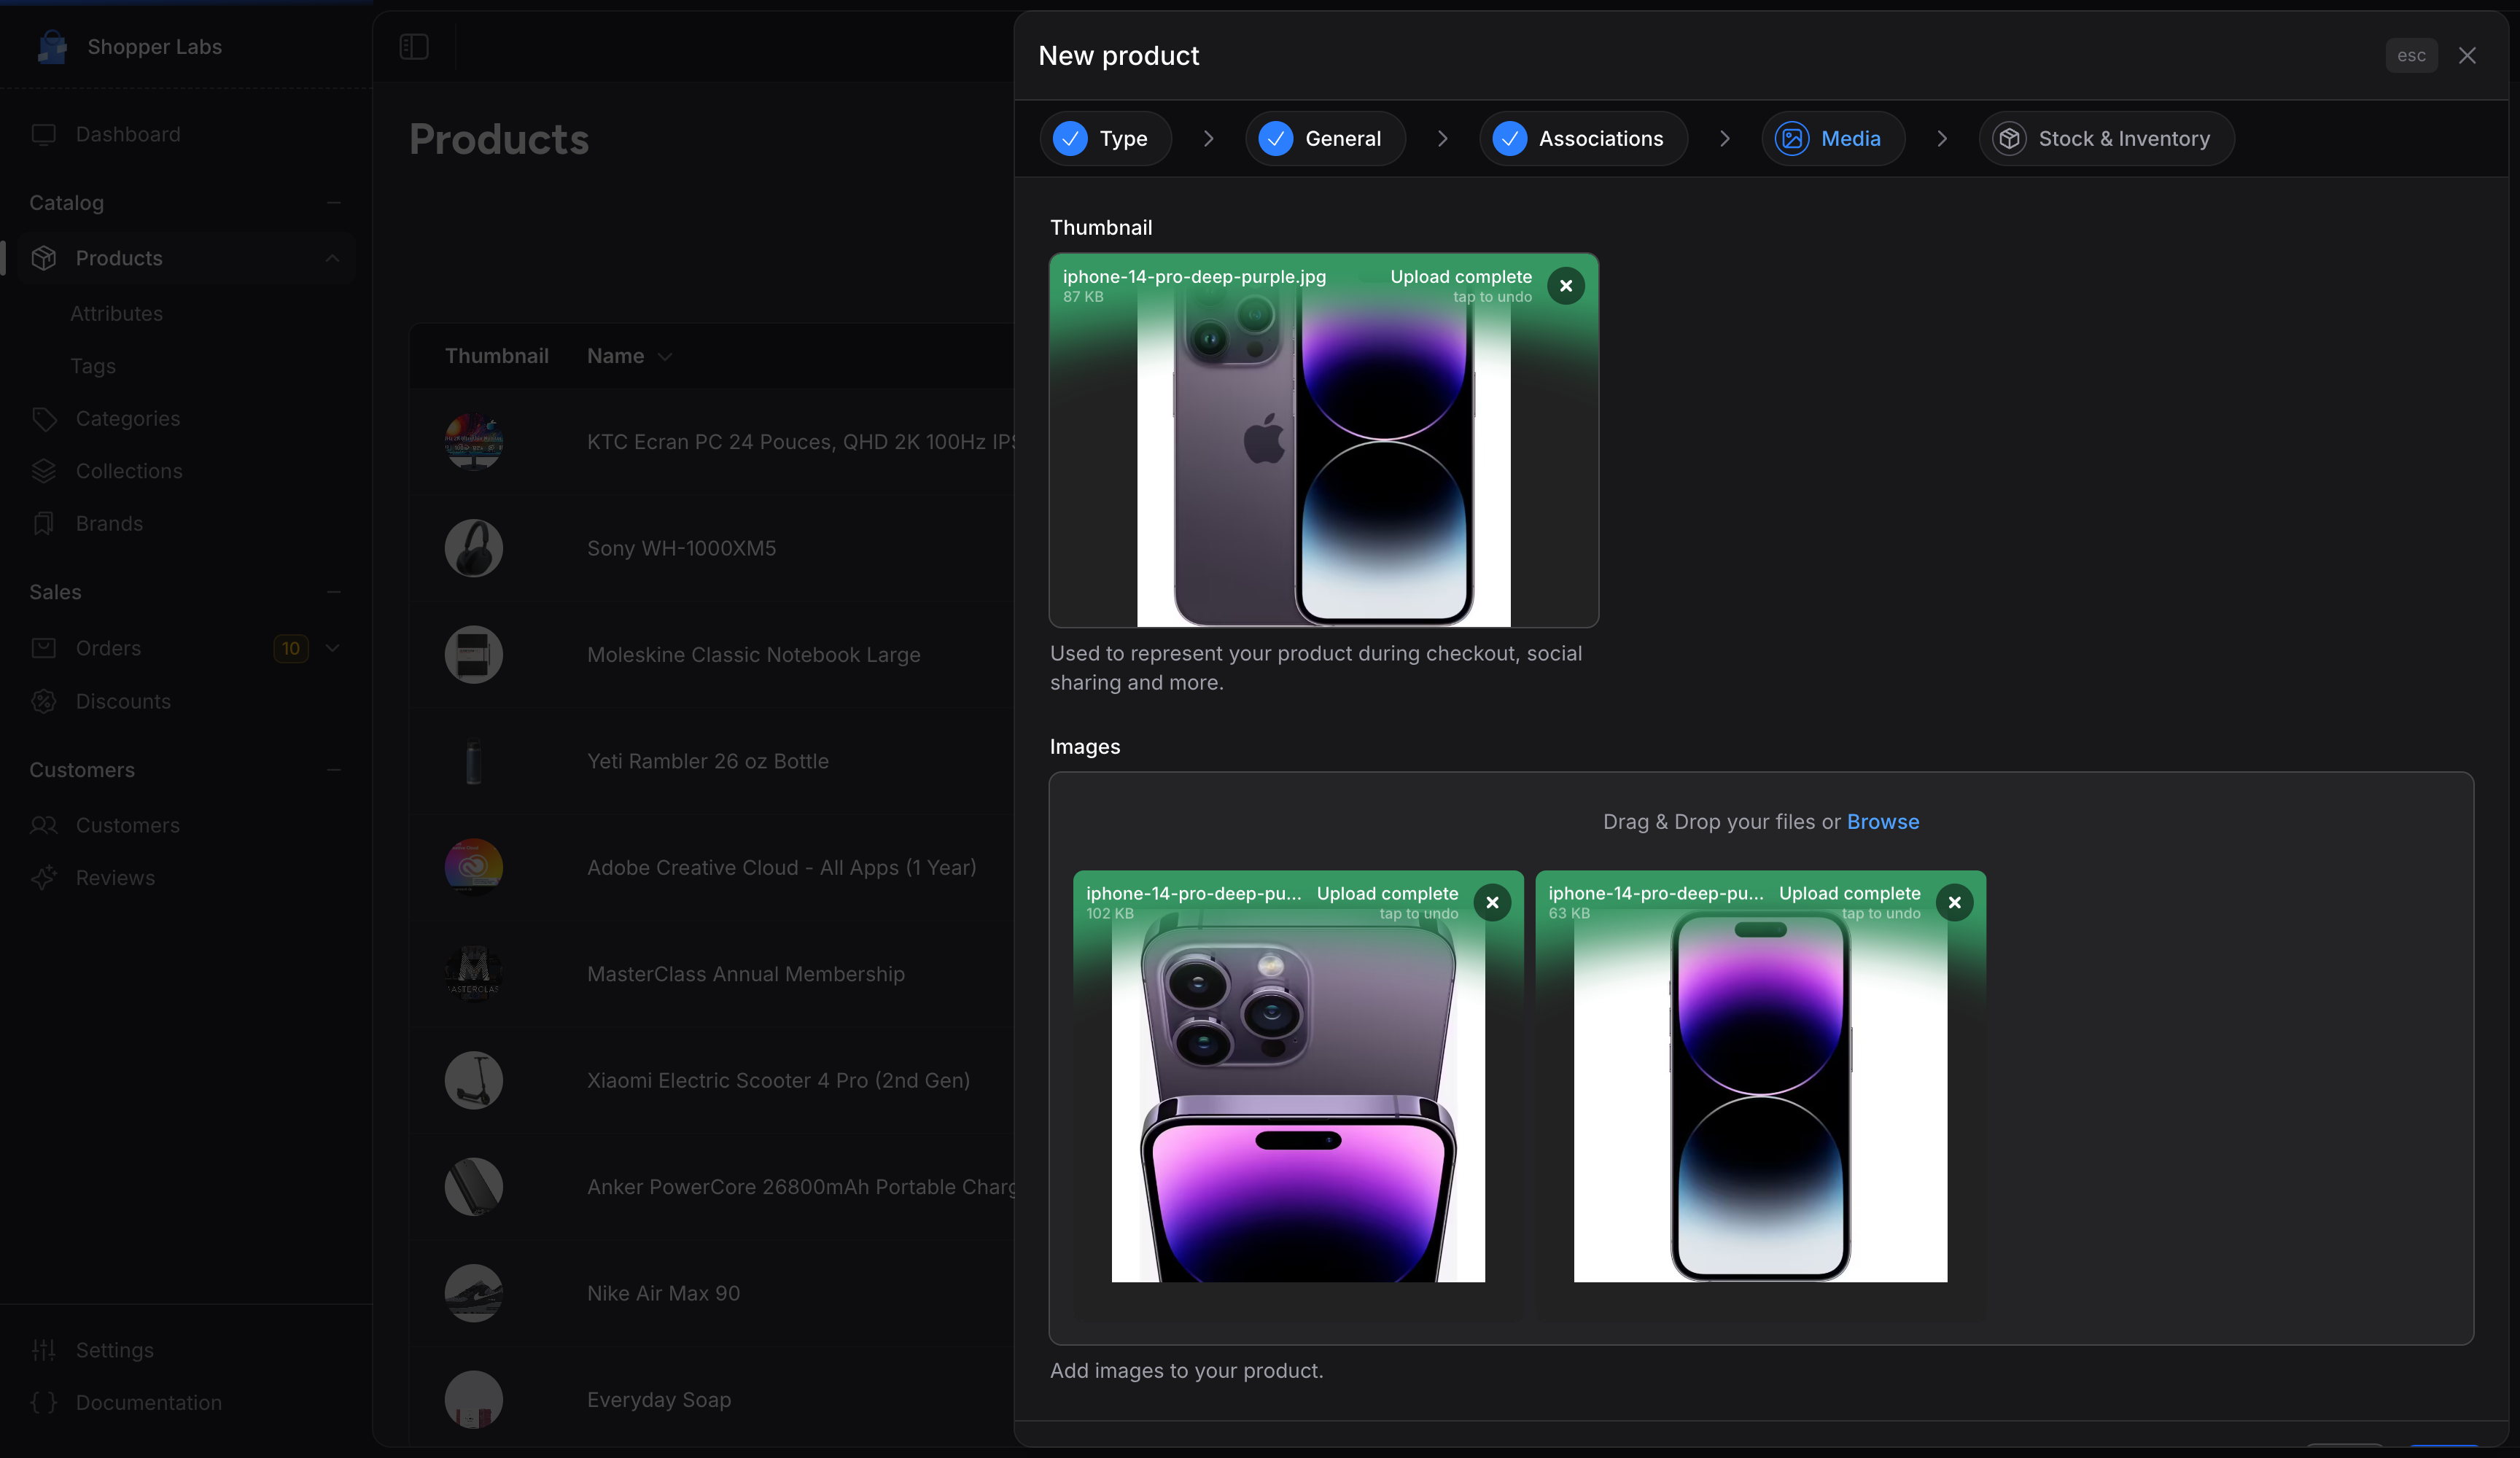 Shopper Labs
Dashboard
Catalog
Products
Attributes
Tags
Categories
Collections
Brands
Sales
Orders
10
Discounts
Customers
Customers
Reviews
Settings
Documentation
Products
Thumbnail
Name
KTC Ecran PC 24 Pouces, QHD 2K 100Hz IPS
Sony WH-1000XM5
Moleskine Classic Notebook Large
Yeti Rambler 26 oz Bottle
Adobe Creative Cloud - All Apps (1 Year)
MasterClass Annual Membership
Xiaomi Electric Scooter 4 Pro (2nd Gen)
Anker PowerCore 26800mAh Portable Charg
Nike Air Max 90
Everyday Soap
New product
esc
Type
General
Associations
Media
Stock & Inventory
Thumbnail
iphone-14-pro-deep-purple.jpg
87 KB
Upload complete
tap to undo
Used to represent your product during checkout, social
sharing and more.
Images
Drag & Drop your files or Browse
iphone-14-pro-deep-pu...
102 KB
Upload complete
tap to undo
iphone-14-pro-deep-pu...
63 KB
Upload complete
tap to undo
Add images to your product.